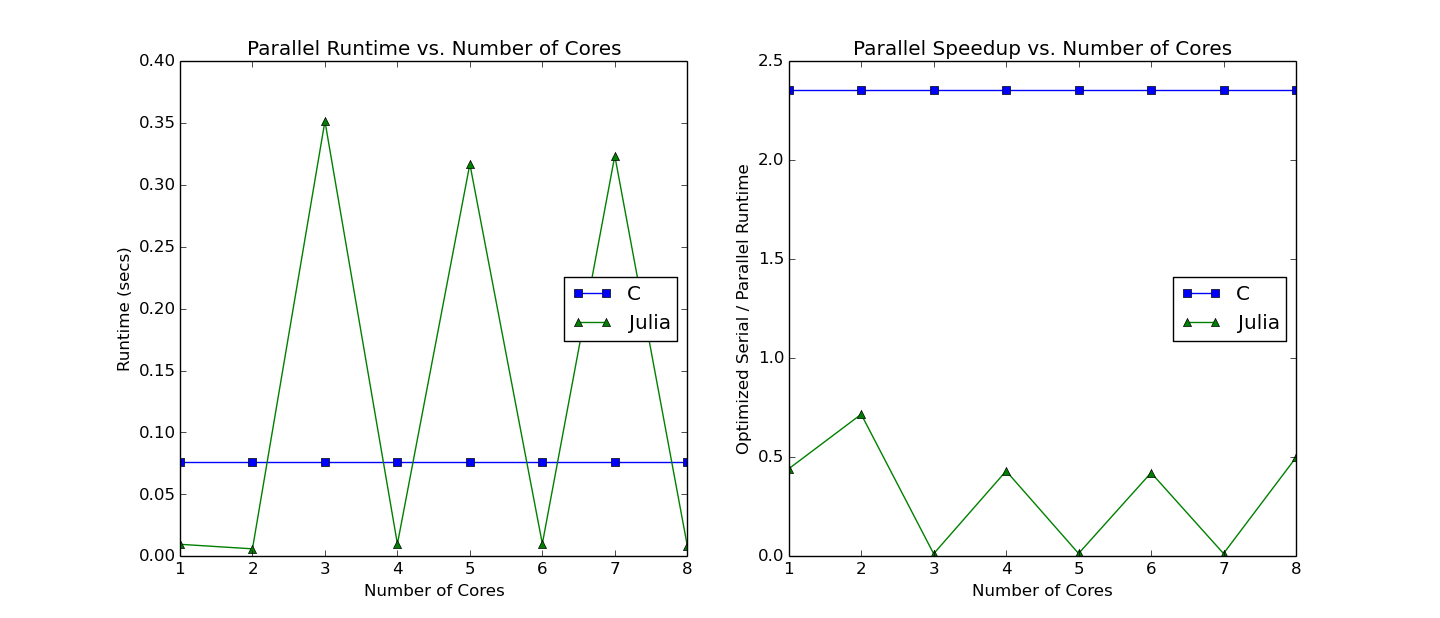 Parallel Runtime vs. Number of Cores
0.40
0.35
0.30
0.25
0.20
0.15
0.10
0.05
0.00
Runtime (secs)
1 2 3 4 5 6 7 8
Number of Cores
C
Julia
Parallel Speedup vs. Number of Cores
2.5
2.0
1.5
1.0
0.5
0.0
Optimized Serial / Parallel Runtime
1 2 3 4 5 6 7 8
Number of Cores
C
Julia